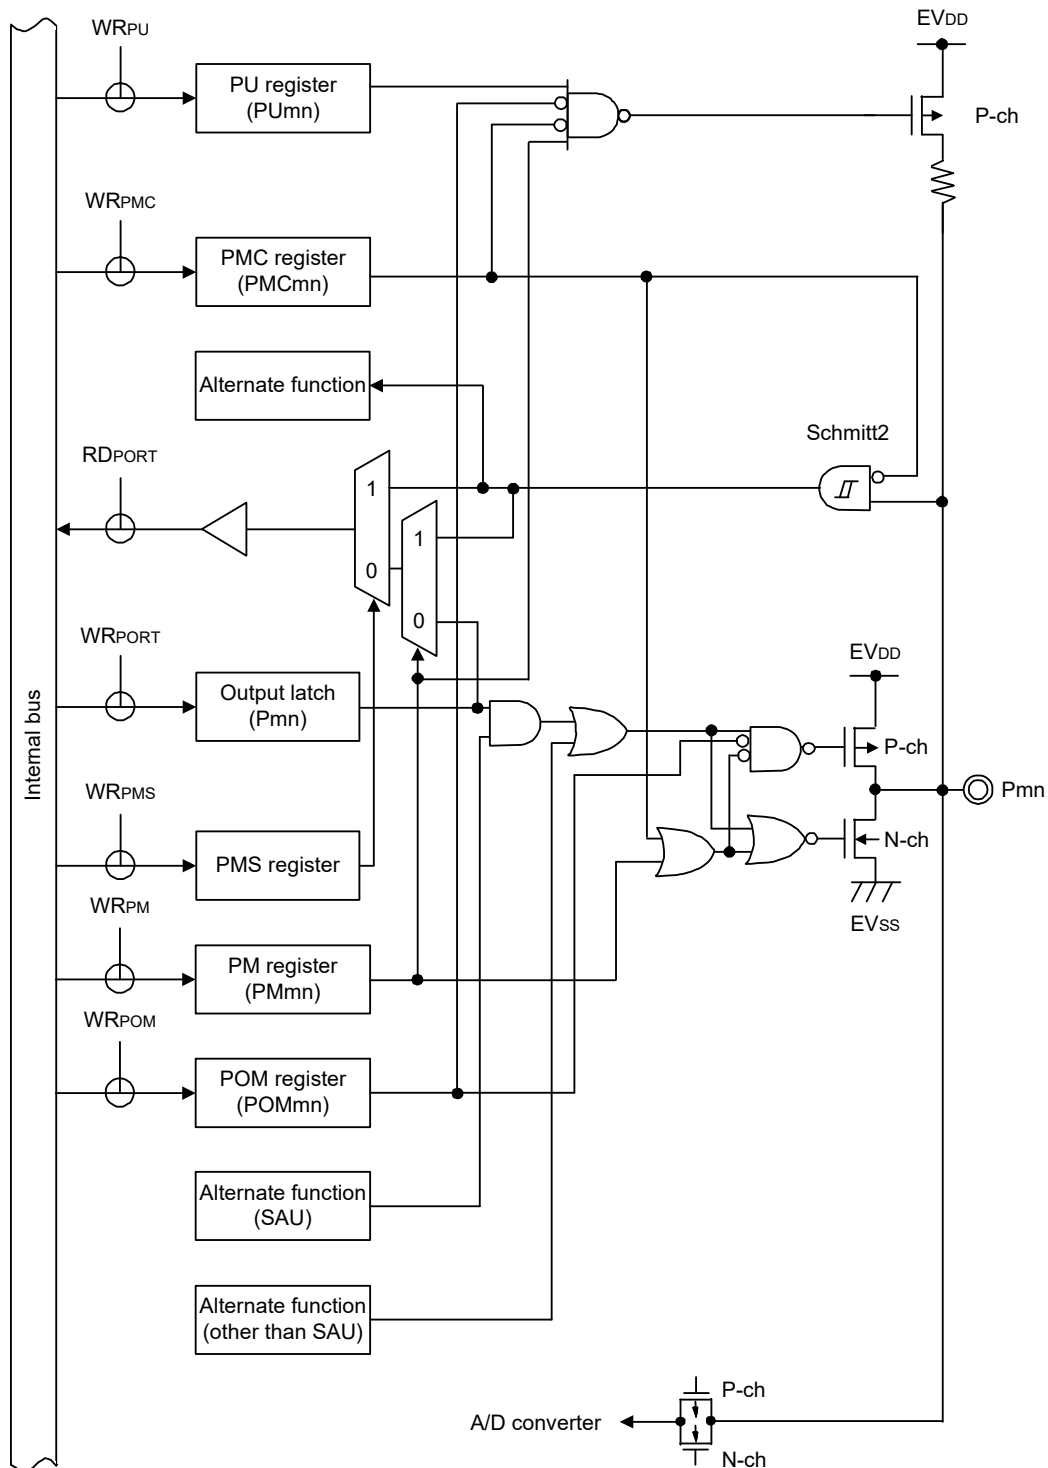 EVDD
WRPU
PU register
(PUmn)
P-ch
WRPMC
PMC register
(PMCmn)
Alternate function
Schmitt2
RDPORT
1
1
0
0
WRPORT
EVDD
Output latch
(Pmn)
P-ch
Internal bus
Pmn
WRPMS
N-ch
PMS register
WRPM
EVSS
PM register
(PMmn)
WRPOM
POM register
(POMmn)
Alternate function
(SAU)
Alternate function
(other than SAU)
P-ch
A/D converter
N-ch